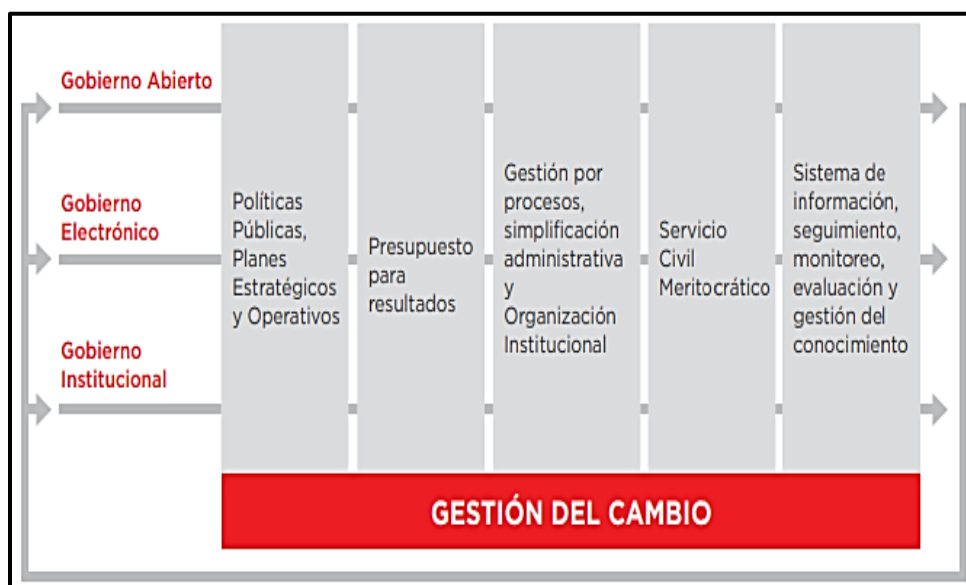 Gobierno Abierto
Gobierno
Electrónico
Gobierno
Institucional
Políticas
Públicas,
Planes
Estratégicos
y Operativos
Presupuesto
para
resultados
Gestión por
procesos,
simplificación
administrativa
y
Organización
Institucional
Servicio
Civil
Meritocrático
Sistema de
información,
seguimiento,
monitoreo,
evaluación y
gestión del
conocimiento
GESTIÓN DEL CAMBIO